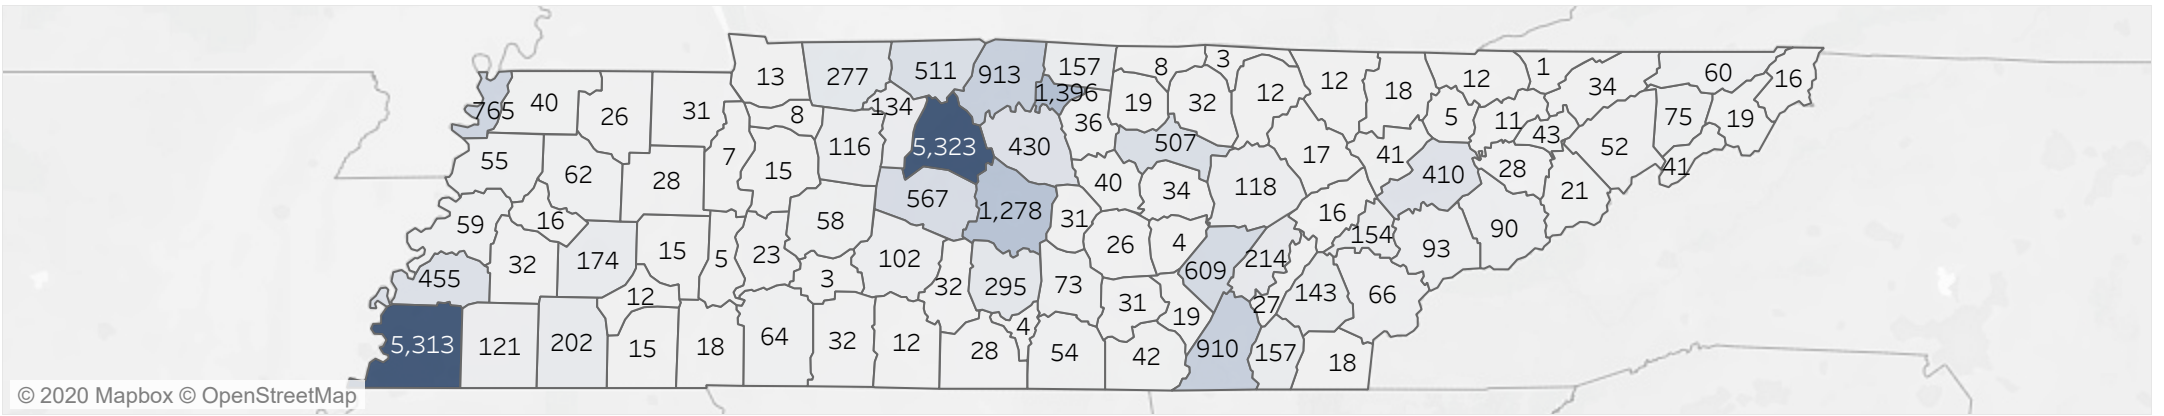 3
13 277 511 913 157 8 12 12 18 12 1 34 60 16
765 40 26 31 8 134 1,396 19 32 5 11 43 75 19
36
55 62 28 7 15 116 5,323 430 507 17 41 410 28 52 41
59 16 58 567 1,278 40 34 118 16 21
174 15 5 23 102 31 26 4 154 93 90
455 32 12 3 32 295 73 609 214 143 66
5,313 121 202 15 18 64 32 12 28 4 54 31 19 42 910 27 157 18
© 2020 Mapbox © OpenStreetMap